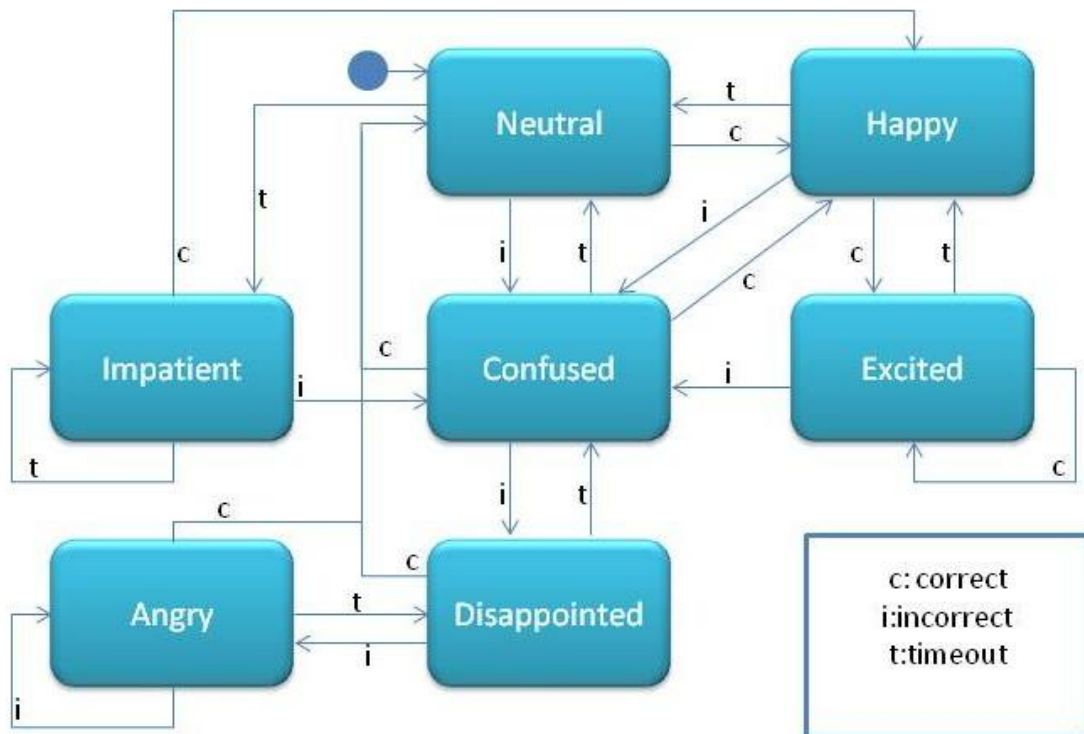 Neutral
Happy
t
c
t
i
c
i
t
c
c
t
Impatient
Confused
Excited
c
i
i
t
i
t
c
c
c
Angry
Disappointed
t
i
i
c: correct
i:incorrect
t:timeout